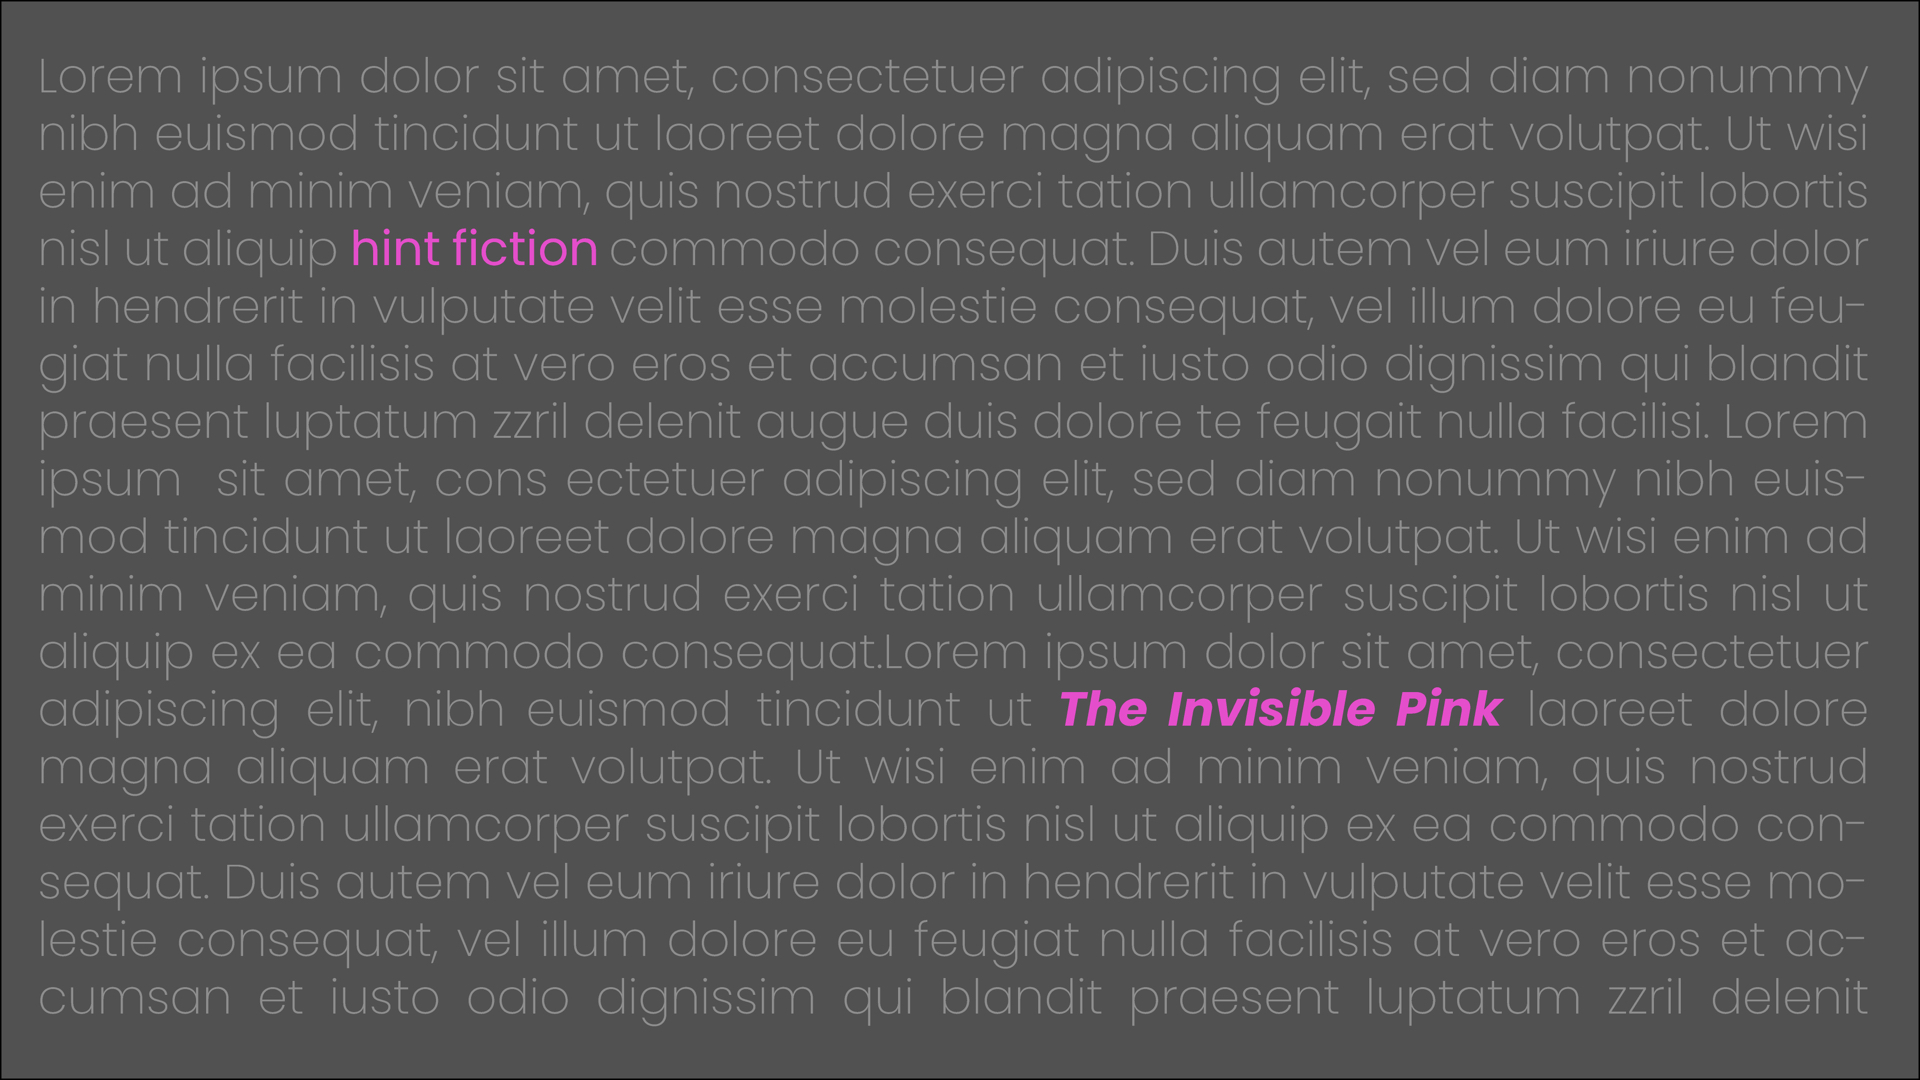 Lorem ipsum dolor sit amet, consectetuer adipiscing elit, sed diam nonummy
nibh euismod tincidunt ut laoreet dolore magna aliquam erat volutpat. Ut wisi
enim ad minim veniam, quis nostrud exerci tation ullamcorper suscipit lobortis
nisl ut aliquip hint fiction commodo consequat. Duis autem vel eum iriure dolor
in hendrerit in vulputate velit esse molestie consequat, vel illum dolore eu feu-
giat nulla facilisis at vero eros et accumsan et iusto odio dignissim qui blandit
praesent luptatum zzril delenit augue duis dolore te feugait nulla facilisi. Lorem
ipsum  sit amet, cons ectetuer adipiscing elit, sed diam nonummy nibh euis-
mod tincidunt ut laoreet dolore magna aliquam erat volutpat. Ut wisi enim ad
minim veniam, quis nostrud exerci tation ullamcorper suscipit lobortis nisl ut
aliquip ex ea commodo consequat.Lorem ipsum dolor sit amet, consectetuer
adipiscing elit, nibh euismod tincidunt ut The Invisible Pink laoreet dolore
magna aliquam erat volutpat. Ut wisi enim ad minim veniam, quis nostrud
exerci tation ullamcorper suscipit lobortis nisl ut aliquip ex ea commodo con-
sequat. Duis autem vel eum iriure dolor in hendrerit in vulputate velit esse mo-
lestie consequat, vel illum dolore eu feugiat nulla facilisis at vero eros et ac-
cumsan et iusto odio dignissim qui blandit praesent luptatum zzril delenit